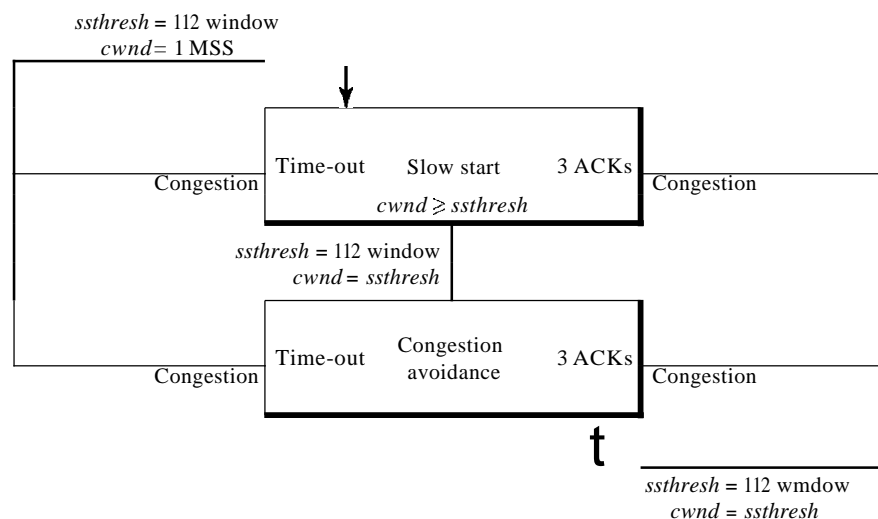 ssthresh = 112 window
cwnd = 1 MSS
Time-out
Slow start
3 ACKs
Congestion
Congestion
cwnd ⩾ ssthresh
ssthresh = 112 window
cwnd = ssthresh
Time-out
Congestion
avoidance
3 ACKs
Congestion
Congestion
t
ssthresh = 112 wmdow
cwnd = ssthresh